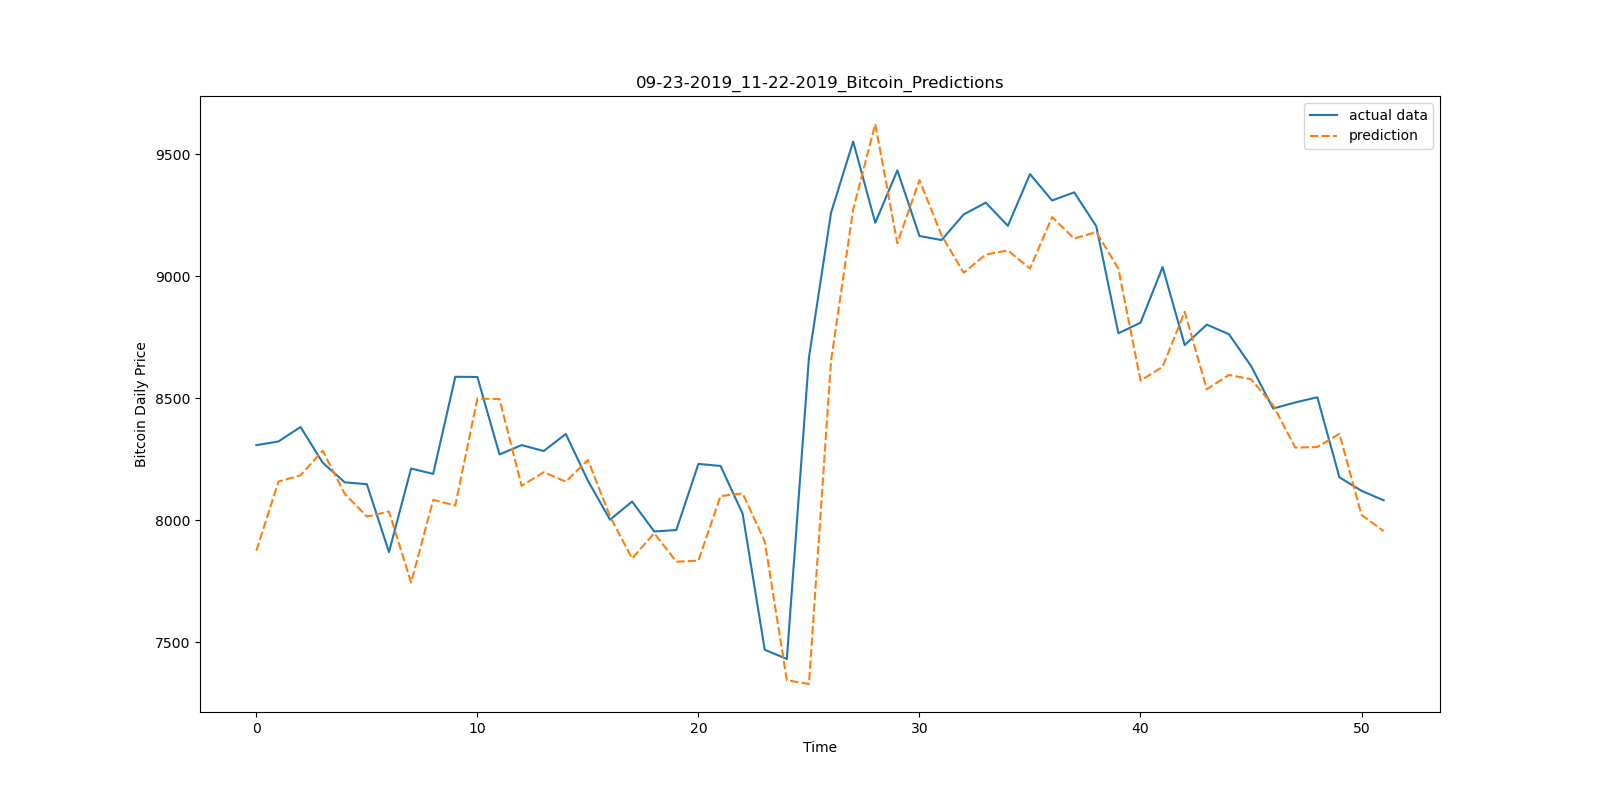 09-23-2019_11-22-2019_Bitcoin_Predictions
actual data
prediction
9500
9000
8500
8000
7500
Bitcoin Daily Price
0 10 20 30 40 50
Time